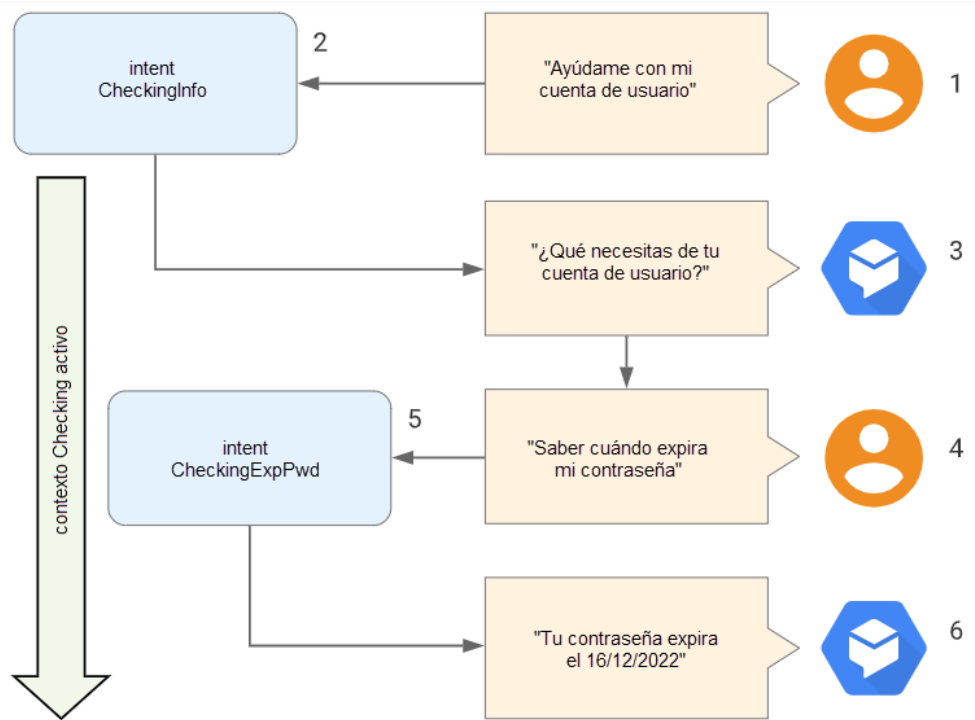 intent
CheckingInfo
2
"Ayúdame con mi
cuenta de usuario"
1
"¿Qué necesitas de tu
cuenta de usuario?"
3
contexto Checking activo
intent
CheckingExpPwd
5
"Saber cuándo expira
mi contraseña"
4
"Tu contraseña expira
el 16/12/2022"
6